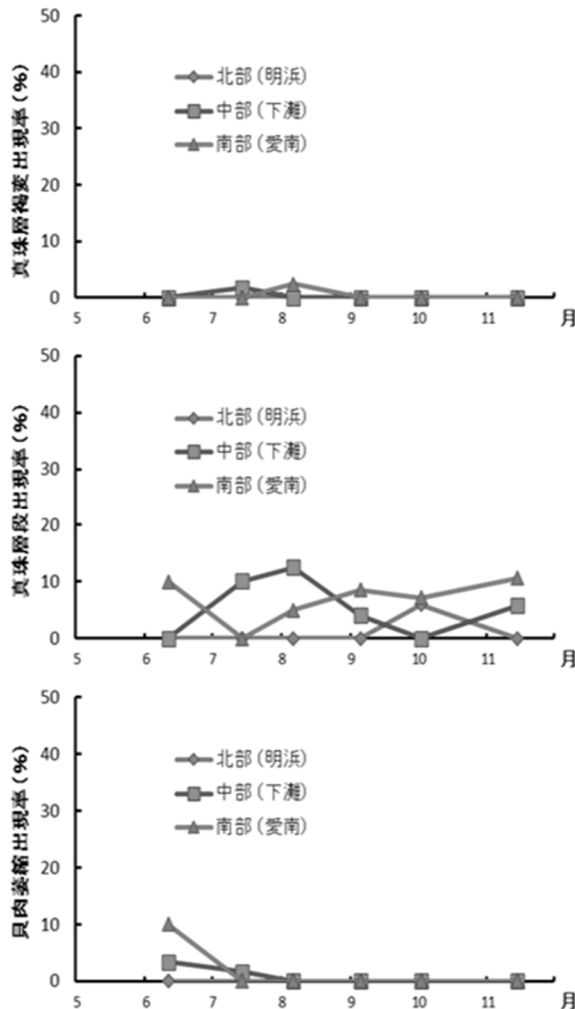 真珠層褐変出現率(%)
50
40
30
20
10
0
北部(明浜)
中部(下灘)
南部(愛南)
5 6 7 8 9 10 11 月
真珠層段出現率(%)
50
40
30
20
10
0
北部(明浜)
中部(下灘)
南部(愛南)
5 6 7 8 9 10 11 月
貝肉萎縮出現率(%)
50
40
30
20
10
0
北部(明浜)
中部(下灘)
南部(愛南)
5 6 7 8 9 10 11 月